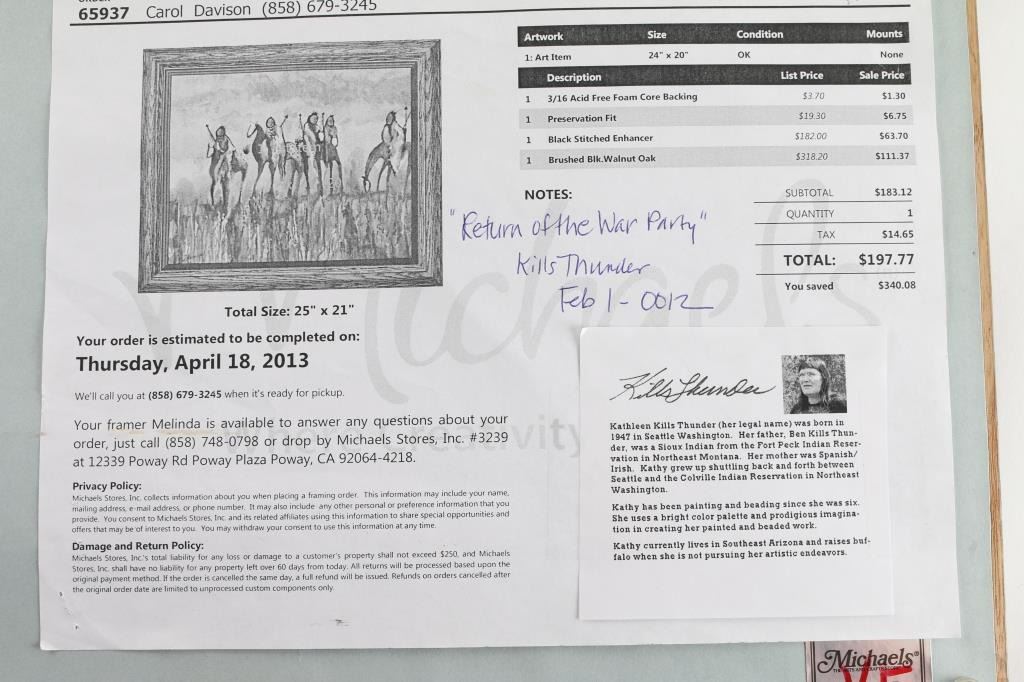 65937 Carol Davison (858) 679-3245
Artwork Size Condition Mounts
1: Art Item 24" x 20" OK None
Description List Price Sale Price
1 3/16 Acid Free Foam Core Backing $3.70 $1.30
1 Preservation Fit $19.30 $6.75
1 Black Stitched Enhancer $182.00 $63.70
1 Brushed Blk.Walnut Oak $318.20 $111.37
NOTES:
"Return of the War Party"
Kills Thunder
Feb 1 - 0012
SUBTOTAL $183.12
QUANTITY 1
TAX $14.65
TOTAL: $197.77
You saved $340.08
Total Size: 25" x 21"
Your order is estimated to be completed on:
Thursday, April 18, 2013
We'll call you at (858) 679-3245 when it's ready for pickup.
Your framer Melinda is available to answer any questions about your
order, just call (858) 748-0798 or drop by Michaels Stores, Inc. #3239
at 12339 Poway Rd Poway Plaza Poway, CA 92064-4218.
Privacy Policy:
Michaels Stores, Inc. collects information about you when placing a framing order. This information may include your name,
mailing address, e-mail address, or phone number. It may also include any other personal or preference information that you
provide. You consent to Michaels Stores, Inc. and its related affiliates using this information to share special opportunities and
offers that may be of interest to you. You may withdraw your consent to use this information at any time.
Damage and Return Policy:
Michaels Stores, Inc.'s total liability for any loss or damage to a customer's property shall not exceed $250, and Michaels
Stores, Inc. shall have no liability for any property left over 60 days from today. All returns will be processed based upon the
original payment method. If the order is cancelled the same day, a full refund will be issued. Refunds on orders cancelled after
the original order date are limited to unprocessed custom components only.
Kills Thunder
Kathleen Kills Thunder (her legal name) was born in
1947 in Seattle Washington. Her father, Ben Kills Thun-
der, was a Sioux Indian from the Fort Peck Indian Reser-
vation in Northeast Montana. Her mother was Spanish/
Irish. Kathy grew up shuttling back and forth between
Seattle and the Colville Indian Reservation in Northeast
Washington.
Kathy has been painting and beading since she was six.
She uses a bright color palette and prodigious imagina-
tion in creating her painted and beaded work.
Kathy currently lives in Southeast Arizona and raises buf-
falo when she is not pursuing her artistic endeavors.
Michaels
Michaels®
THE ARTS AND CRAFTS STORE